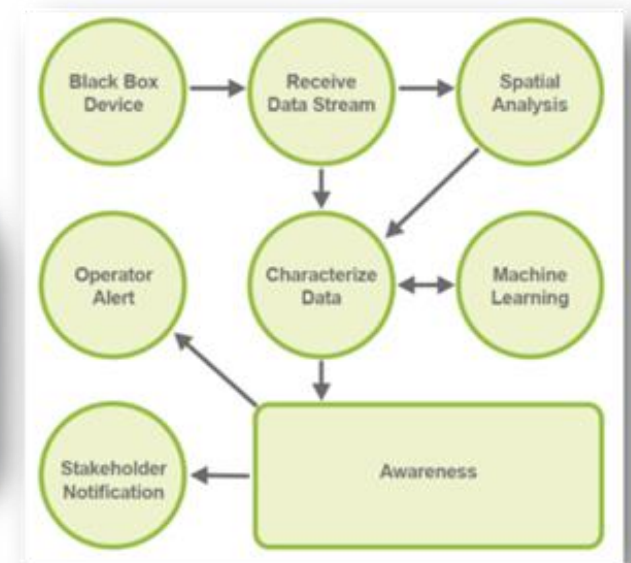 Black Box
Device
Receive
Data Stream
Spatial
Analysis
Operator
Alert
Characterize
Data
Machine
Learning
Stakeholder
Notification
Awareness